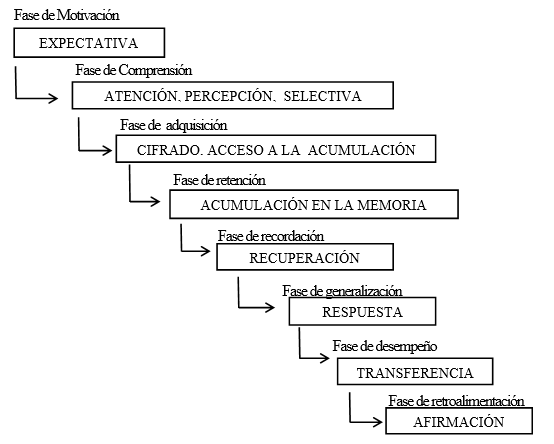 Fase de Motivación
EXPECTATIVA
Fase de Comprensión
ATENCIÓN, PERCEPCIÓN, SELECTIVA
Fase de adquisición
CIFRADO. ACCESO A LA ACUMULACIÓN
Fase de retención
ACUMULACIÓN EN LA MEMORIA
Fase de recordación
RECUPERACIÓN
Fase de generalización
RESPUESTA
Fase de desempeño
TRANSFERENCIA
Fase de retroalimentación
AFIRMACIÓN